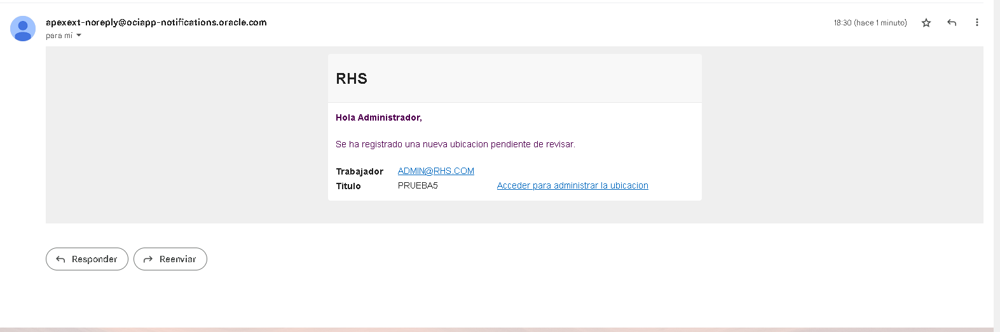 apexext-noreply@ociapp-notifications.oracle.com
18:30 (hace 1 minuto)
para mi
RHS
Hola Administrador,
Se ha registrado una nueva ubicacion pendiente de revisar.
Trabajador ADMIN@RHS.COM
Titulo PRUEBA5 Acceder para administrar la ubicacion
Responder Reenviar